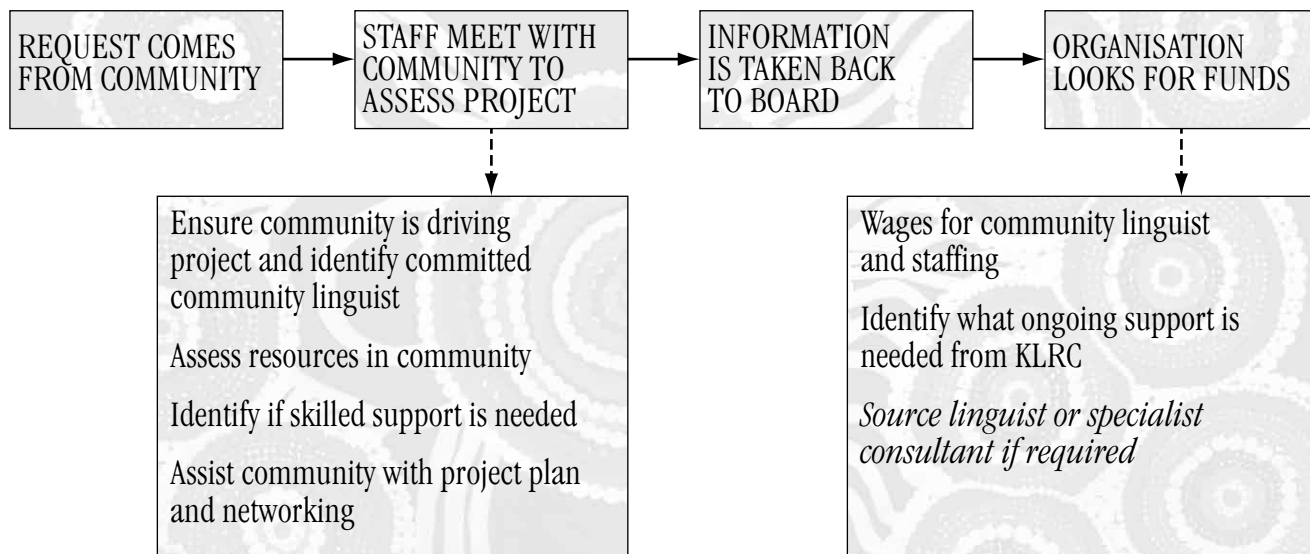 REQUEST COMES
FROM COMMUNITY
STAFF MEET WITH
COMMUNITY TO
ASSESS PROJECT
INFORMATION
IS TAKEN BACK
TO BOARD
ORGANISATION
LOOKS FOR FUNDS
Ensure community is driving
project and identify committed
community linguist
Assess resources in community
Identify if skilled support is needed
Assist community with project plan
and networking
Wages for community linguist
and staffing
Identify what ongoing support is
needed from KLRC
Source linguist or specialist
consultant if required